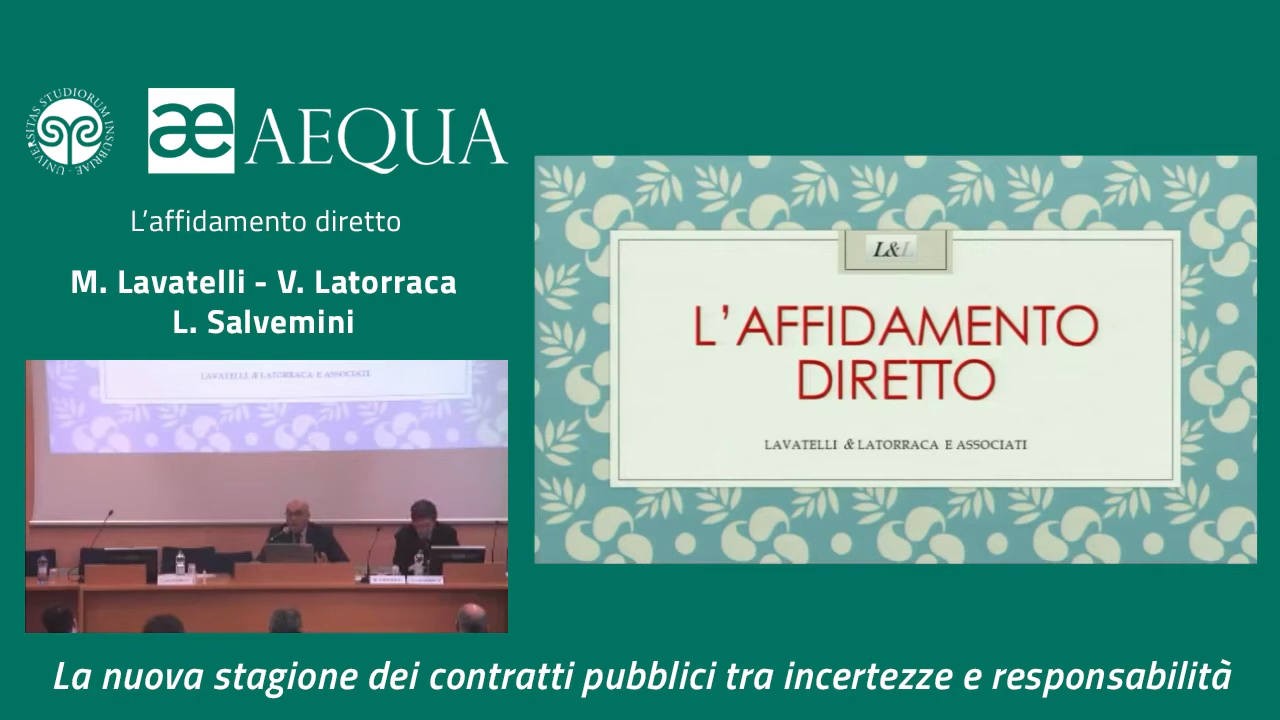 UNIVERSITAS STUDIORUM INSUBRIAE
æ AEQUA
L'affidamento diretto
M. Lavatelli - V. Latorraca
L. Salvemini
LAVATELLI & LATORRACA E ASSOCIATI
L&L
L'AFFIDAMENTO
DIRETTO
LAVATELLI & LATORRACA E ASSOCIATI
La nuova stagione dei contratti pubblici tra incertezze e responsabilità